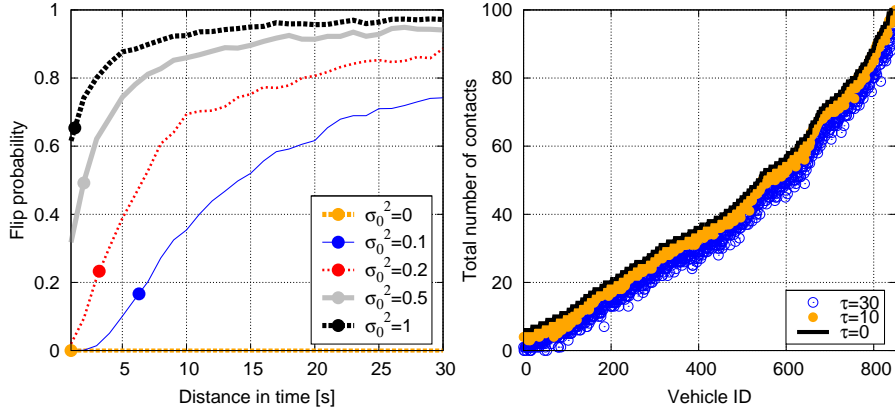 1
0.8
0.6
0.4
0.2
0
5
10
15
20
25
30
Flip probability
Distance in time [s]
σ₀²=0
σ₀²=0.1
σ₀²=0.2
σ₀²=0.5
σ₀²=1
100
80
60
40
20
0
0
200
400
600
800
Total number of contacts
Vehicle ID
τ=30
τ=10
τ=0